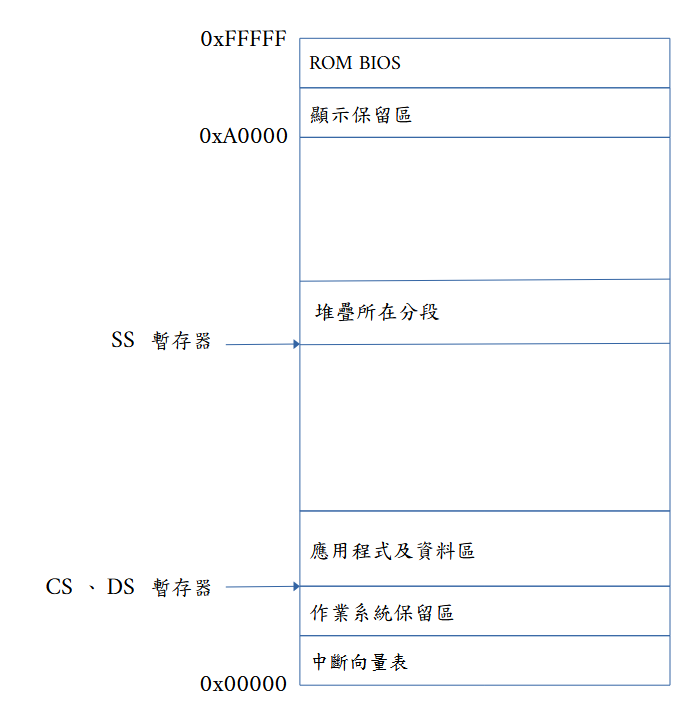 0xFFFFF
ROM BIOS
顯示保留區
0xA0000
堆疊所在分段
SS 暫存器
應用程式及資料區
CS 、 DS 暫存器
作業系統保留區
中斷向量表
0x00000